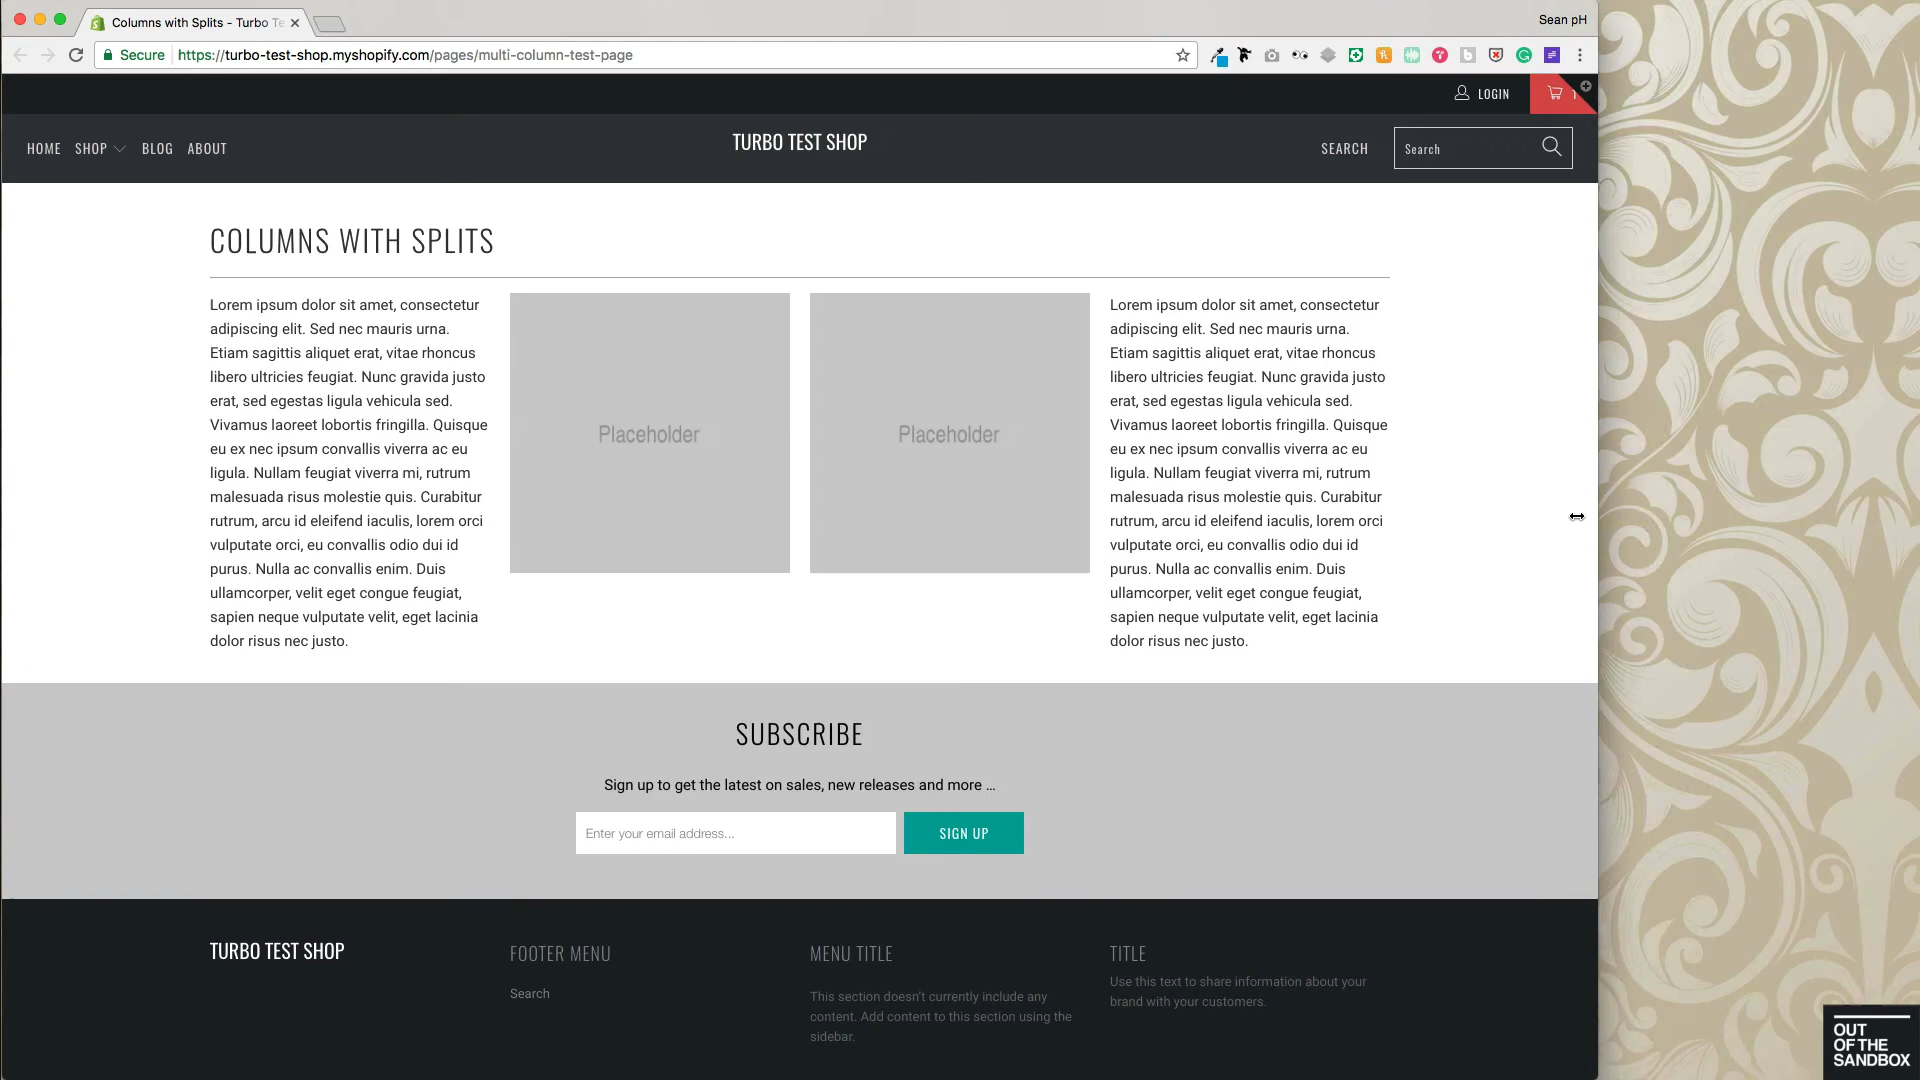 Columns with Splits - Turbo Te
Sean pH
Secure https://turbo-test-shop.myshopify.com/pages/multi-column-test-page
LOGIN
1
HOME SHOP BLOG ABOUT
TURBO TEST SHOP
SEARCH
Search
COLUMNS WITH SPLITS
Lorem ipsum dolor sit amet, consectetur
adipiscing elit. Sed nec mauris urna.
Etiam sagittis aliquet erat, vitae rhoncus
libero ultricies feugiat. Nunc gravida justo
erat, sed egestas ligula vehicula sed.
Vivamus laoreet lobortis fringilla. Quisque
eu ex nec ipsum convallis viverra ac eu
ligula. Nullam feugiat viverra mi, rutrum
malesuada risus molestie quis. Curabitur
rutrum, arcu id eleifend iaculis, lorem orci
vulputate orci, eu convallis odio dui id
purus. Nulla ac convallis enim. Duis
ullamcorper, velit eget congue feugiat,
sapien neque vulputate velit, eget lacinia
dolor risus nec justo.
Placeholder
Placeholder
Lorem ipsum dolor sit amet, consectetur
adipiscing elit. Sed nec mauris urna.
Etiam sagittis aliquet erat, vitae rhoncus
libero ultricies feugiat. Nunc gravida justo
erat, sed egestas ligula vehicula sed.
Vivamus laoreet lobortis fringilla. Quisque
eu ex nec ipsum convallis viverra ac eu
ligula. Nullam feugiat viverra mi, rutrum
malesuada risus molestie quis. Curabitur
rutrum, arcu id eleifend iaculis, lorem orci
vulputate orci, eu convallis odio dui id
purus. Nulla ac convallis enim. Duis
ullamcorper, velit eget congue feugiat,
sapien neque vulputate velit, eget lacinia
dolor risus nec justo.
SUBSCRIBE
Sign up to get the latest on sales, new releases and more …
Enter your email address...
SIGN UP
TURBO TEST SHOP
FOOTER MENU
Search
MENU TITLE
This section doesn't currently include any
content. Add content to this section using the
sidebar.
TITLE
Use this text to share information about your
brand with your customers.
OUT
OF THE
SANDBOX